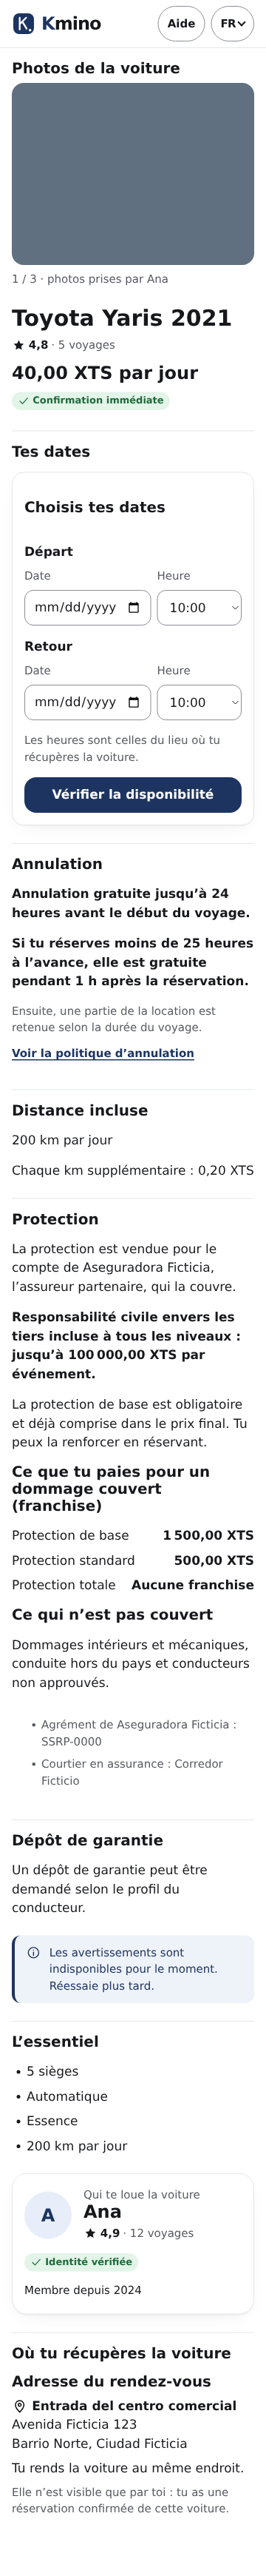 Kmino
Aide
FR
Photos de la voiture
1 / 3 · photos prises par Ana
Toyota Yaris 2021
★ 4,8 · 5 voyages
40,00 XTS par jour
✓ Confirmation immédiate
Tes dates
Choisis tes dates
Départ
Date Heure
mm/dd/yyyy 10:00
Retour
Date Heure
mm/dd/yyyy 10:00
Les heures sont celles du lieu où tu
récupères la voiture.
Vérifier la disponibilité
Annulation
Annulation gratuite jusqu’à 24
heures avant le début du voyage.
Si tu réserves moins de 25 heures
à l’avance, elle est gratuite
pendant 1 h après la réservation.
Ensuite, une partie de la location est
retenue selon la durée du voyage.
Voir la politique d’annulation
Distance incluse
200 km par jour
Chaque km supplémentaire : 0,20 XTS
Protection
La protection est vendue pour le
compte de Aseguradora Ficticia,
l’assureur partenaire, qui la couvre.
Responsabilité civile envers les
tiers incluse à tous les niveaux :
jusqu’à 100 000,00 XTS par
événement.
La protection de base est obligatoire
et déjà comprise dans le prix final. Tu
peux la renforcer en réservant.
Ce que tu paies pour un
dommage couvert
(franchise)
Protection de base 1 500,00 XTS
Protection standard 500,00 XTS
Protection totale Aucune franchise
Ce qui n’est pas couvert
Dommages intérieurs et mécaniques,
conduite hors du pays et conducteurs
non approuvés.
• Agrément de Aseguradora Ficticia :
SSRP-0000
• Courtier en assurance : Corredor
Ficticio
Dépôt de garantie
Un dépôt de garantie peut être
demandé selon le profil du
conducteur.
Les avertissements sont
indisponibles pour le moment.
Réessaie plus tard.
L’essentiel
• 5 sièges
• Automatique
• Essence
• 200 km par jour
A
Qui te loue la voiture
Ana
★ 4,9 · 12 voyages
✓ Identité vérifiée
Membre depuis 2024
Où tu récupères la voiture
Adresse du rendez-vous
Entrada del centro comercial
Avenida Ficticia 123
Barrio Norte, Ciudad Ficticia
Tu rends la voiture au même endroit.
Elle n’est visible que par toi : tu as une
réservation confirmée de cette voiture.